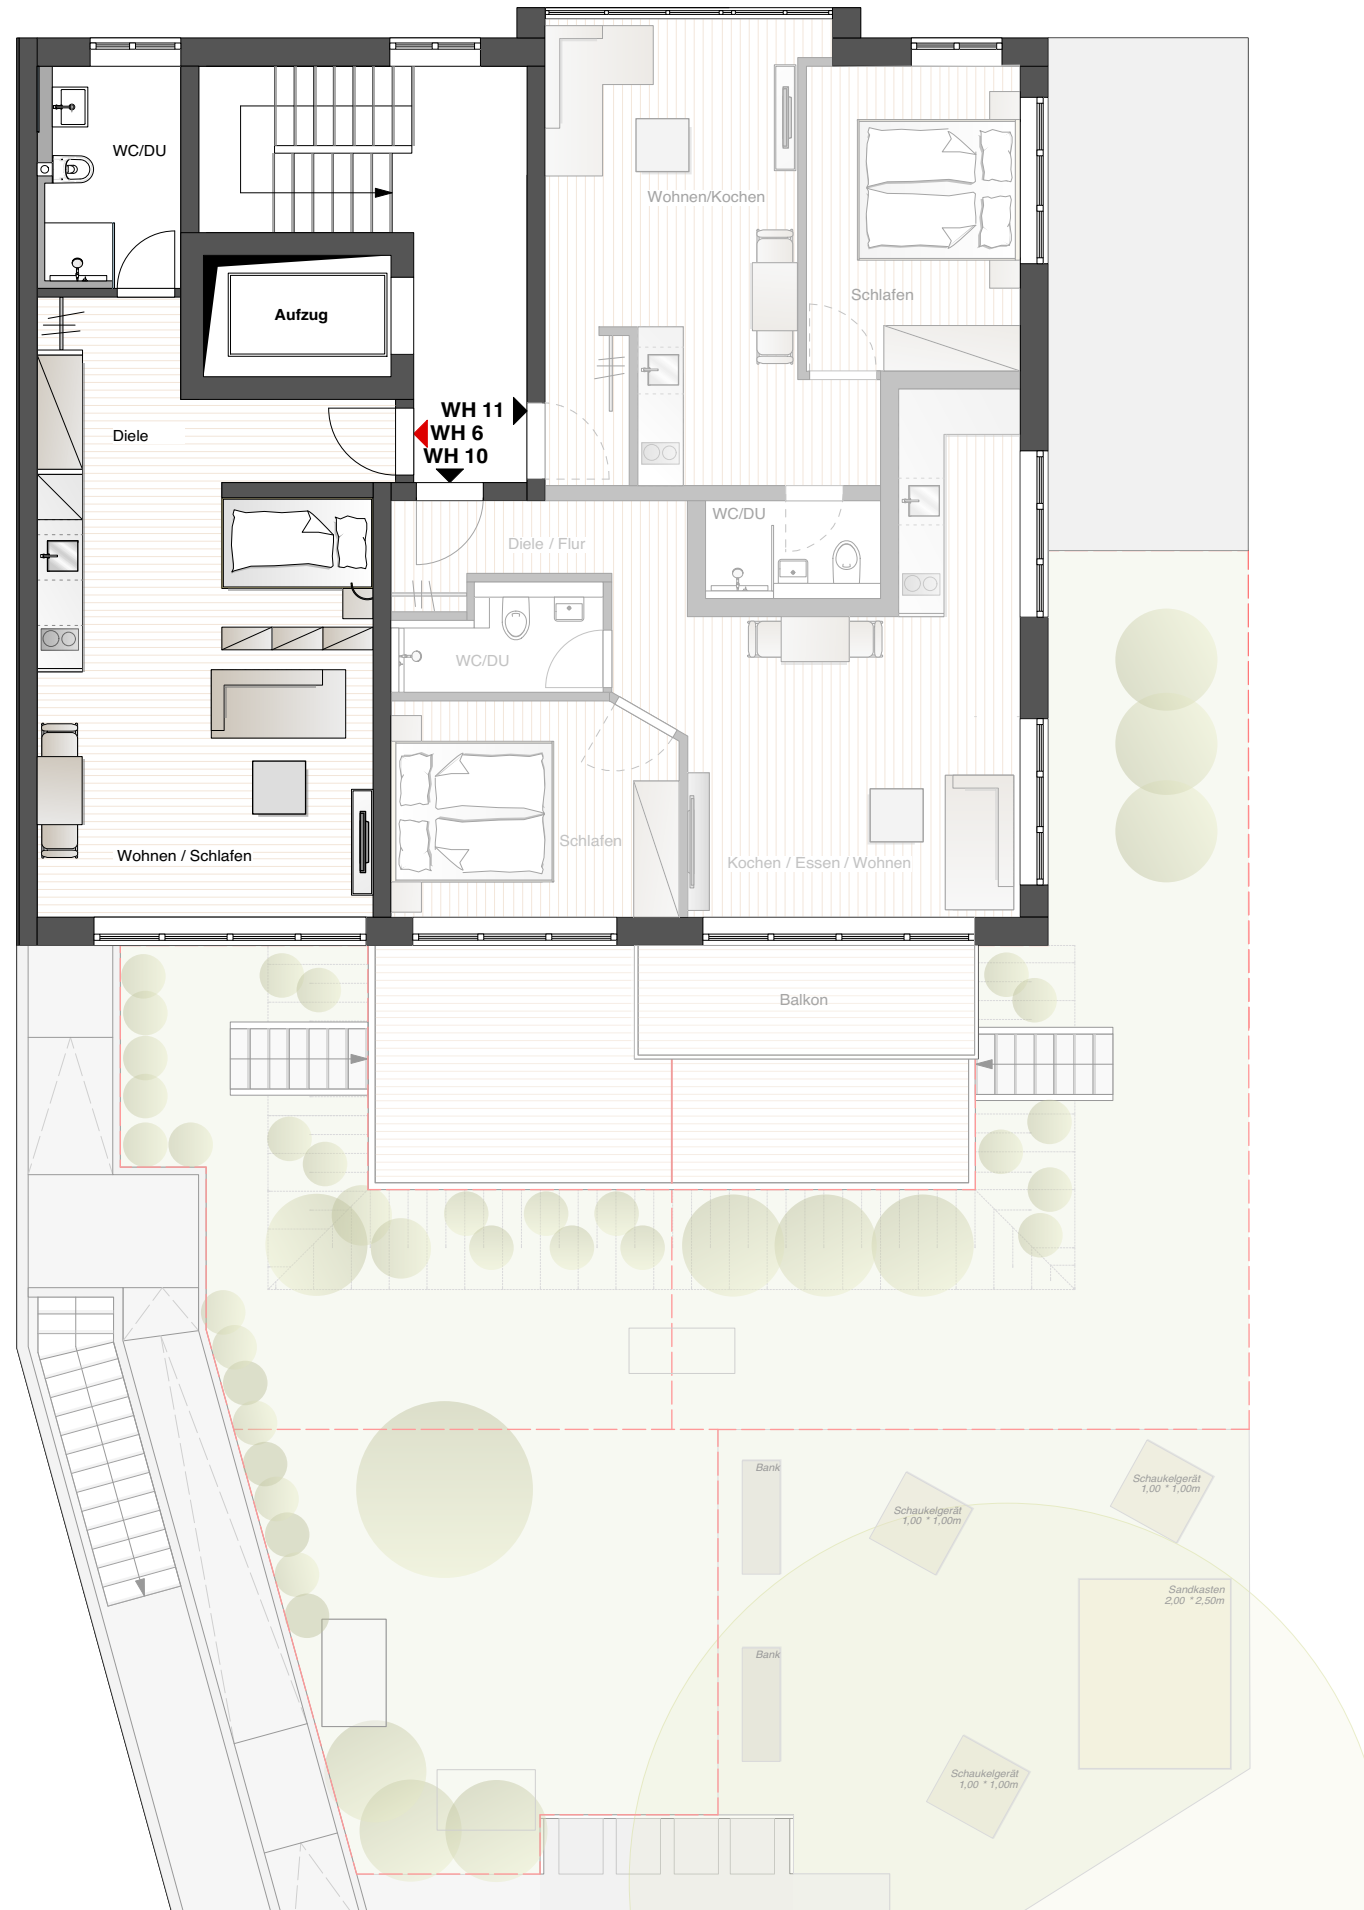 WC/DU
Wohnen/Kochen
Schlafen
Aufzug
WH 11
WH 6
WH 10
Diele
WC/DU
Diele / Flur
WC/DU
Schlafen
Kochen / Essen / Wohnen
Wohnen / Schlafen
Balkon
Bank
Schaukelgerät
1,00 * 1,00m
Schaukelgerät
1,00 * 1,00m
Sandkasten
2,00 * 2,50m
Bank
Schaukelgerät
1,00 * 1,00m